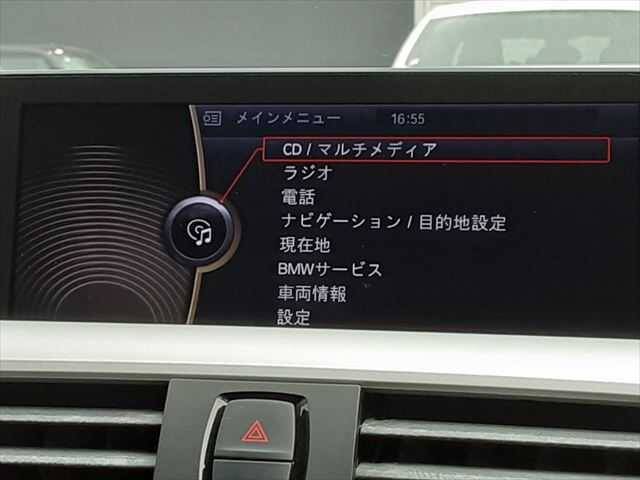 メインメニュー 16:55
CD / マルチメディア
ラジオ
電話
ナビゲーション / 目的地設定
現在地
BMWサービス
車両情報
設定